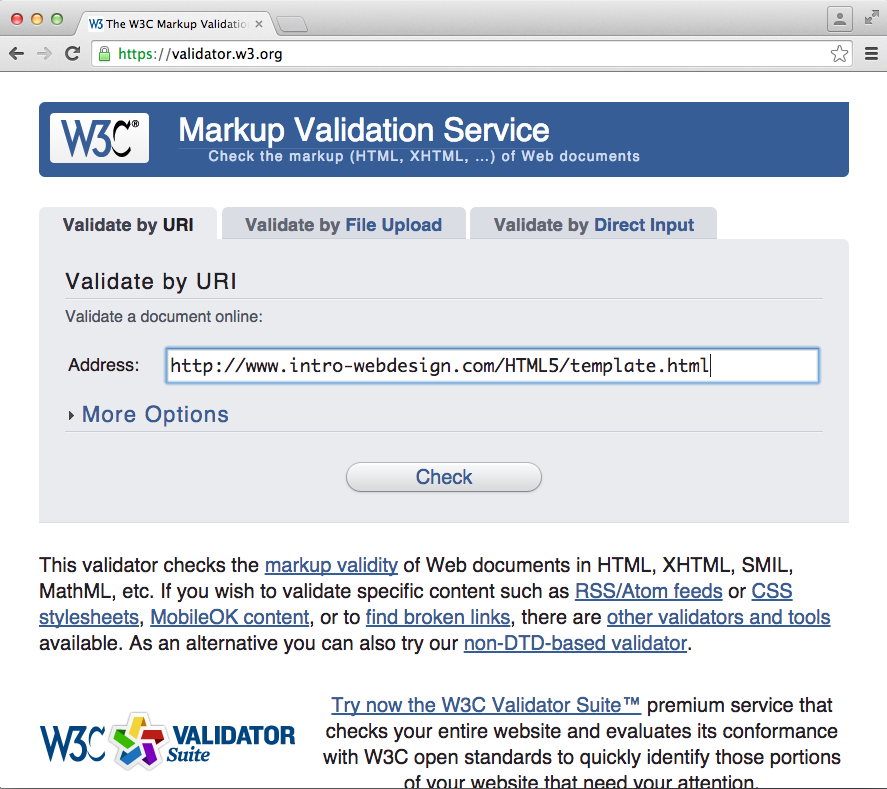 W3 The W3C Markup Validatio
https://validator.w3.org
W3C®
Markup Validation Service
Check the markup (HTML, XHTML, …) of Web documents
Validate by URI
Validate by File Upload
Validate by Direct Input
Validate by URI
Validate a document online:
Address:
http://www.intro-webdesign.com/HTML5/template.html
More Options
Check
This validator checks the markup validity of Web documents in HTML, XHTML, SMIL,
MathML, etc. If you wish to validate specific content such as RSS/Atom feeds or CSS
stylesheets, MobileOK content, or to find broken links, there are other validators and tools
available. As an alternative you can also try our non-DTD-based validator.
W3C VALIDATOR
Suite
Try now the W3C Validator Suite™ premium service that
checks your entire website and evaluates its conformance
with W3C open standards to quickly identify those portions
of your website that need your attention.